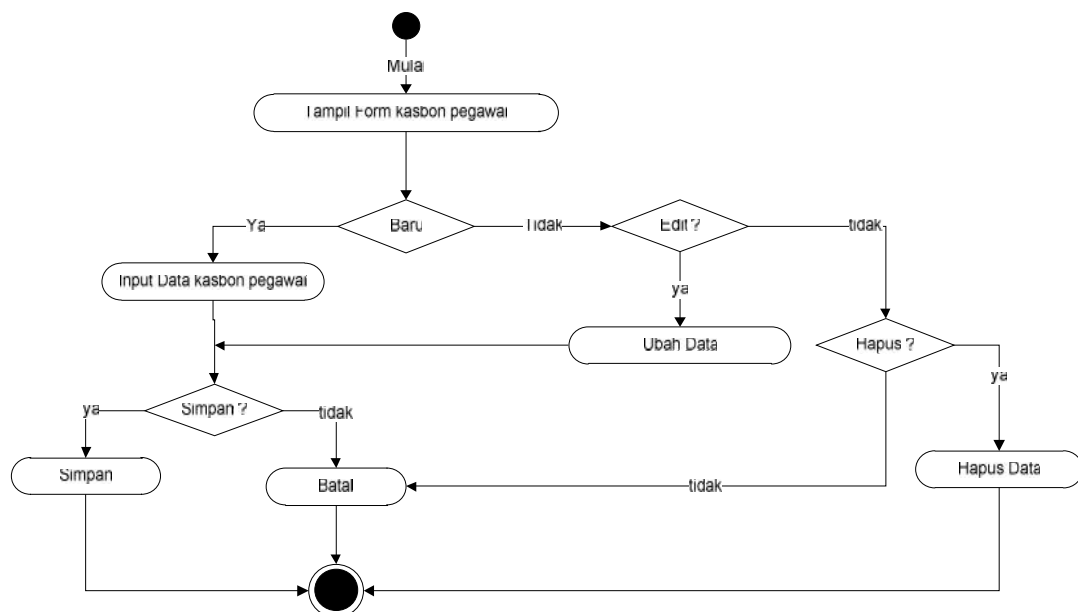 Mulai
Tampil Form kasbon pegawai
Ya
Baru
Tidak
Edit ?
tidak
Input Data kasbon pegawai
ya
Ubah Data
Hapus ?
ya
ya
Simpan ?
tidak
Simpan
Batal
tidak
Hapus Data